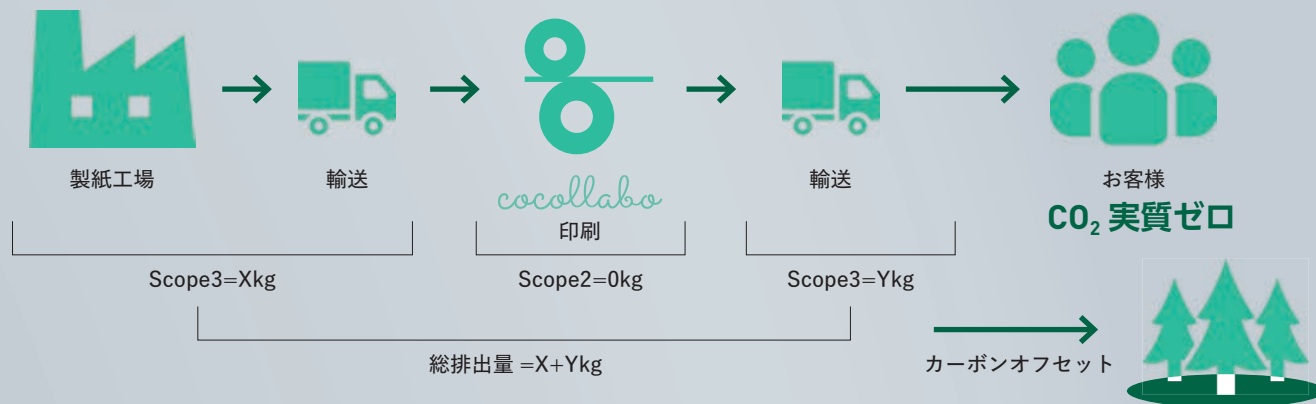 製紙工場
輸送
cocollabo
印刷
輸送
お客様
CO₂ 実質ゼロ
Scope3=Xkg
Scope2=0kg
Scope3=Ykg
総排出量 =X+Ykg
カーボンオフセット